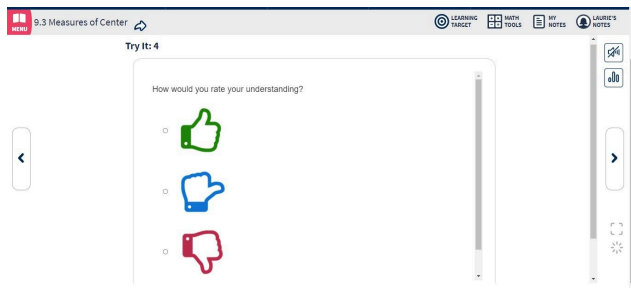 MENU
9.3 Measures of Center
LEARNING TARGET
MATH TOOLS
MY NOTES
LAURIE'S NOTES
Try It: 4
How would you rate your understanding?